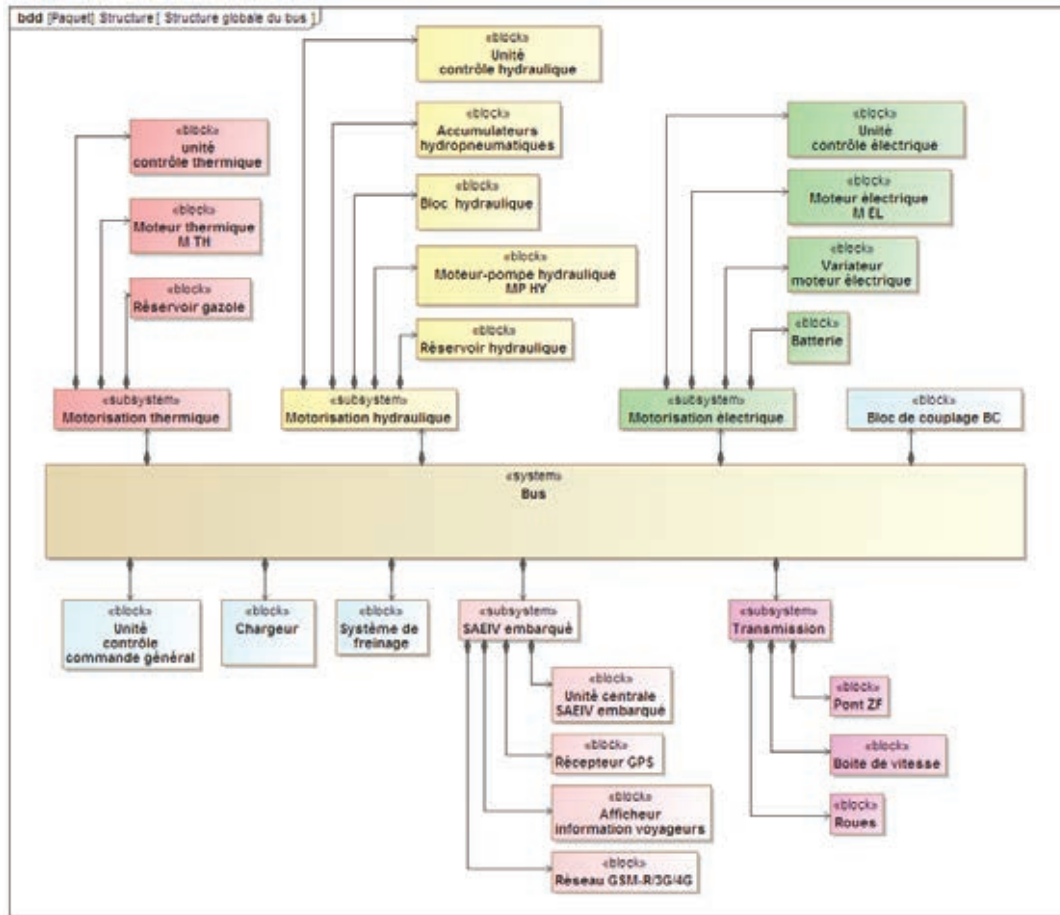 bdd [Paquet] Structure [ Structure globale du bus ]
«block»
Unité
contrôle hydraulique
«block»
unité
contrôle thermique
«block»
Accumulateurs
hydropneumatiques
«block»
Unité
contrôle électrique
«block»
Moteur thermique
M TH
«block»
Bloc hydraulique
«block»
Moteur électrique
M EL
«block»
Réservoir gazole
«block»
Moteur-pompe hydraulique
MP HY
«block»
Variateur
moteur électrique
«block»
Réservoir hydraulique
«block»
Batterie
«subsystem»
Motorisation thermique
«subsystem»
Motorisation hydraulique
«subsystem»
Motorisation électrique
«block»
Bloc de couplage BC
«system»
Bus
«block»
Unité
contrôle
commande général
«block»
Chargeur
«block»
Système de
freinage
«subsystem»
SAEIV embarqué
«subsystem»
Transmission
«block»
Unité centrale
SAEIV embarqué
«block»
Pont ZF
«block»
Récepteur GPS
«block»
Boite de vitesse
«block»
Afficheur
information voyageurs
«block»
Roues
«block»
Réseau GSM-R/3G/4G